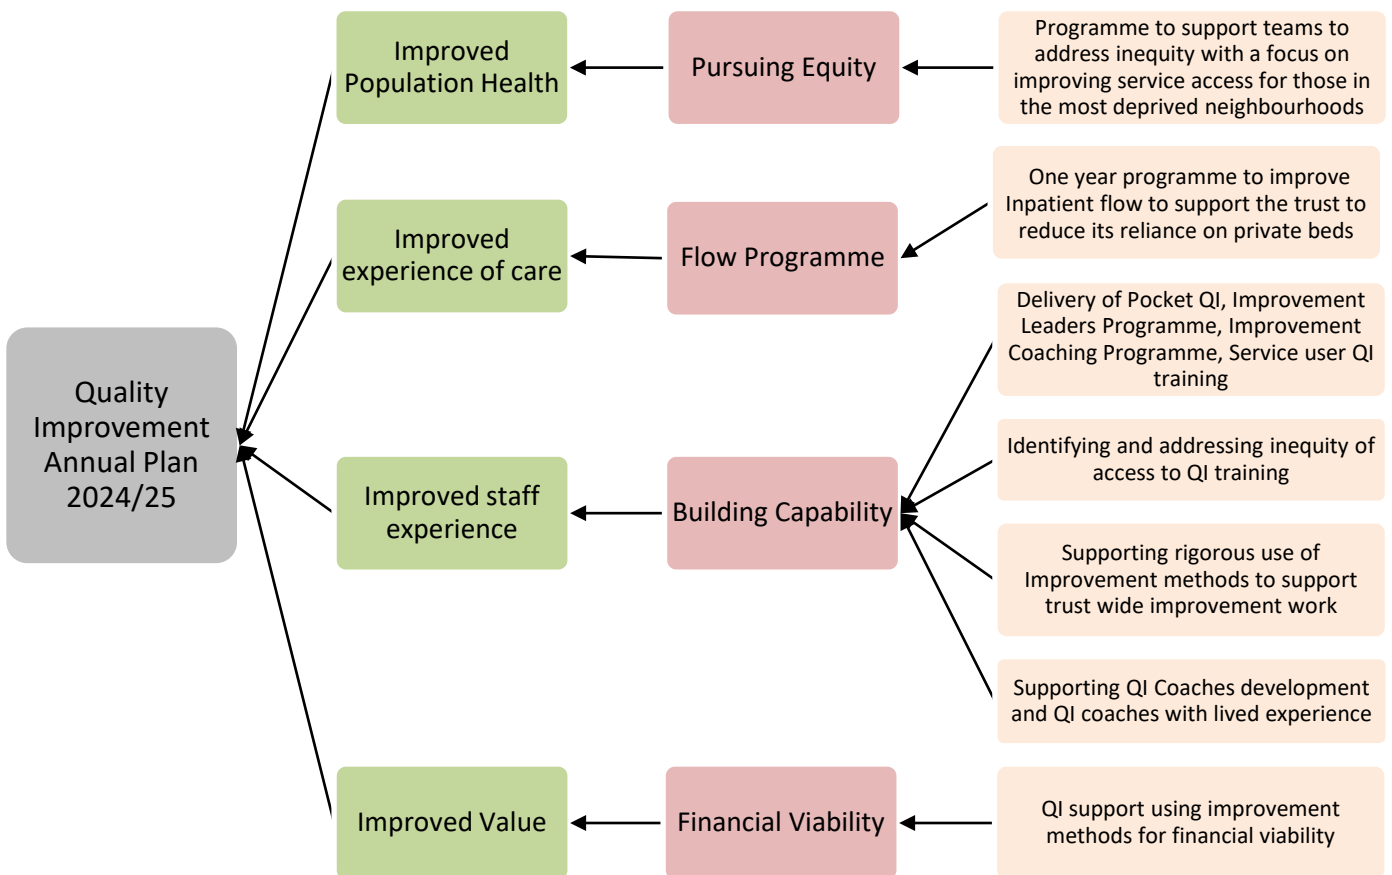 Quality
Improvement
Annual Plan
2024/25
Improved
Population Health
Improved
experience of care
Improved staff
experience
Improved Value
Pursuing Equity
Flow Programme
Building Capability
Financial Viability
Programme to support teams to
address inequity with a focus on
improving service access for those in
the most deprived neighbourhoods
One year programme to improve
Inpatient flow to support the trust to
reduce its reliance on private beds
Delivery of Pocket QI, Improvement
Leaders Programme, Improvement
Coaching Programme, Service user QI
training
Identifying and addressing inequity of
access to QI training
Supporting rigorous use of
Improvement methods to support
trust wide improvement work
Supporting QI Coaches development
and QI coaches with lived experience
QI support using improvement
methods for financial viability